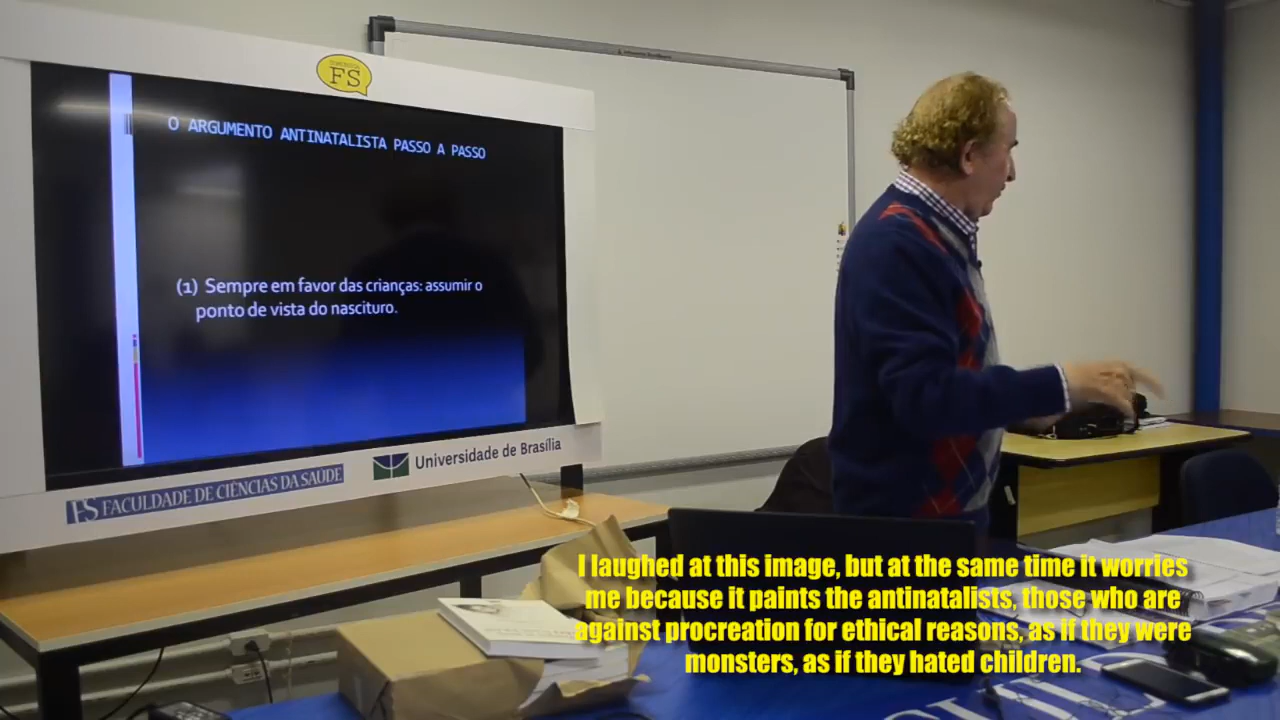 FS
O ARGUMENTO ANTINATALISTA PASSO A PASSO
(1) Sempre em favor das crianças: assumir o
ponto de vista do nascituro.
FS FACULDADE DE CIÊNCIAS DA SAÚDE
Universidade de Brasília
I laughed at this image, but at the same time it worries
me because it paints the antinatalists, those who are
against procreation for ethical reasons, as if they were
monsters, as if they hated children.